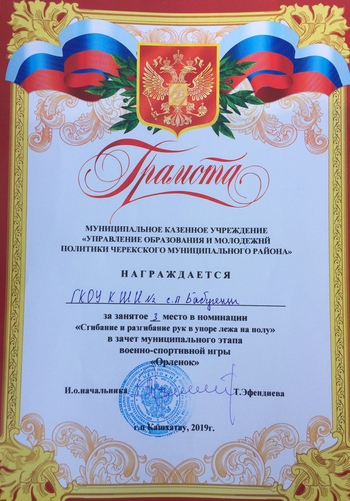 Грамота
МУНИЦИПАЛЬНОЕ КАЗЕННОЕ УЧРЕЖДЕНИЕ
«УПРАВЛЕНИЕ ОБРАЗОВАНИЯ И МОЛОДЕЖНЙ
ПОЛИТИКИ ЧЕРЕКСКОГО МУНИЦИПАЛЬНОГО РАЙОНА»
НАГРАЖДАЕТСЯ
ГКОУ КШИ с.п Бабугент
за занятое 3 место в номинации
«Сгибание и разгибание рук в упоре лежа на полу»
в зачет муниципального этапа
военно-спортивной игры
«Орленок»
И.о.начальника Т.Эфендиева
г.п Кашхатау, 2019г.